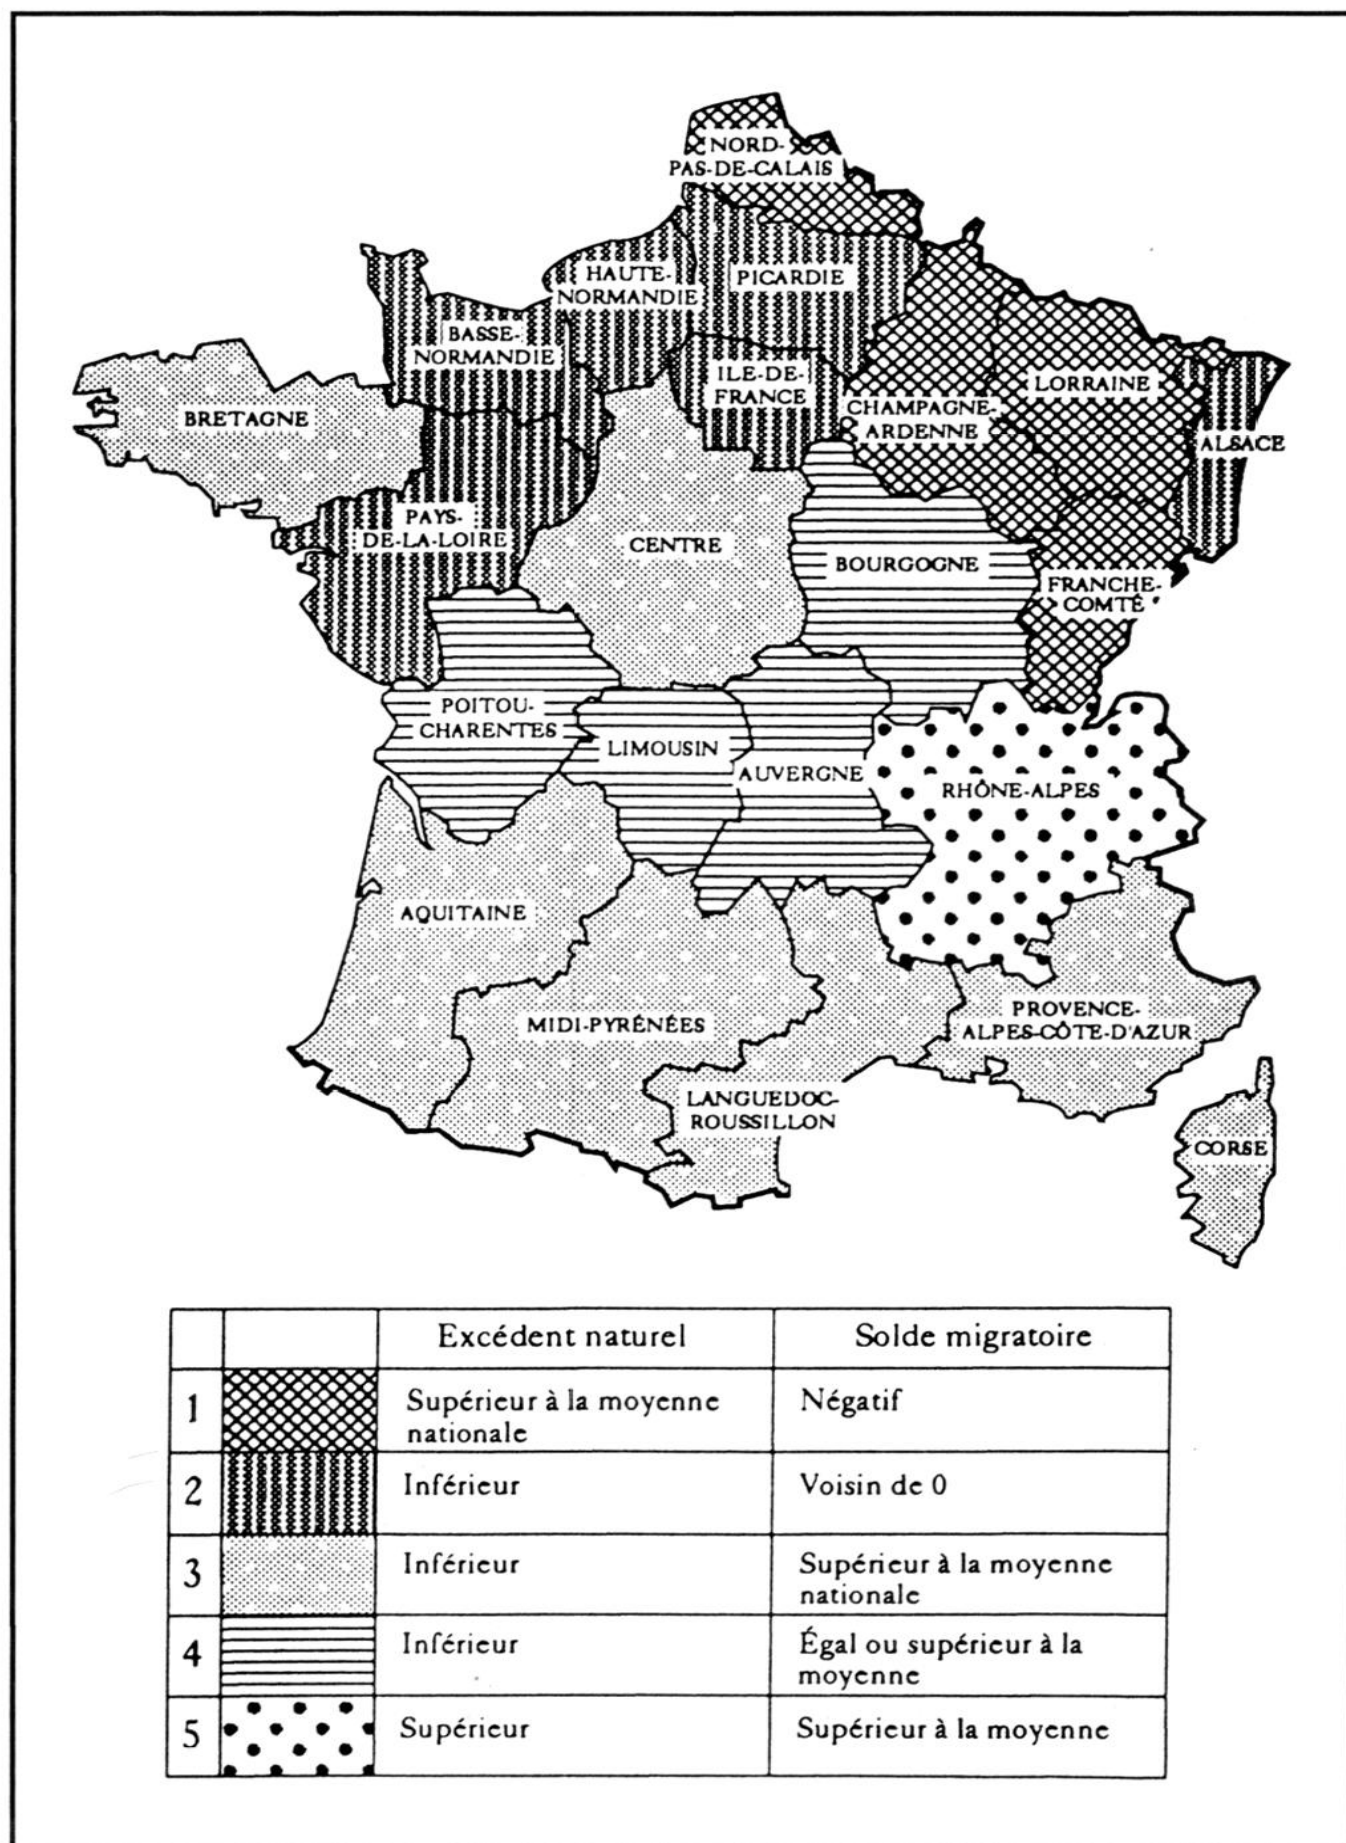 NORD-
PAS-DE-CALAIS
HAUTE-
NORMANDIE
PICARDIE
BASSE-
NORMANDIE
ILE-DE-
FRANCE
LORRAINE
CHAMPAGNE-
ARDENNE
BRETAGNE
ALSACE
PAYS-
DE-LA-LOIRE
CENTRE
BOURGOGNE
FRANCHE-
COMTÉ
POITOU-
CHARENTES
LIMOUSIN
AUVERGNE
RHÔNE-ALPES
AQUITAINE
MIDI-PYRÉNÉES
PROVENCE-
ALPES-CÔTE-D'AZUR
LANGUEDOC-
ROUSSILLON
CORSE
Excédent naturel Solde migratoire
1 Supérieur à la moyenne Négatif
nationale
2 Inférieur Voisin de 0
3 Inférieur Supérieur à la moyenne
nationale
4 Inférieur Égal ou supérieur à la
moyenne
5 Supérieur Supérieur à la moyenne